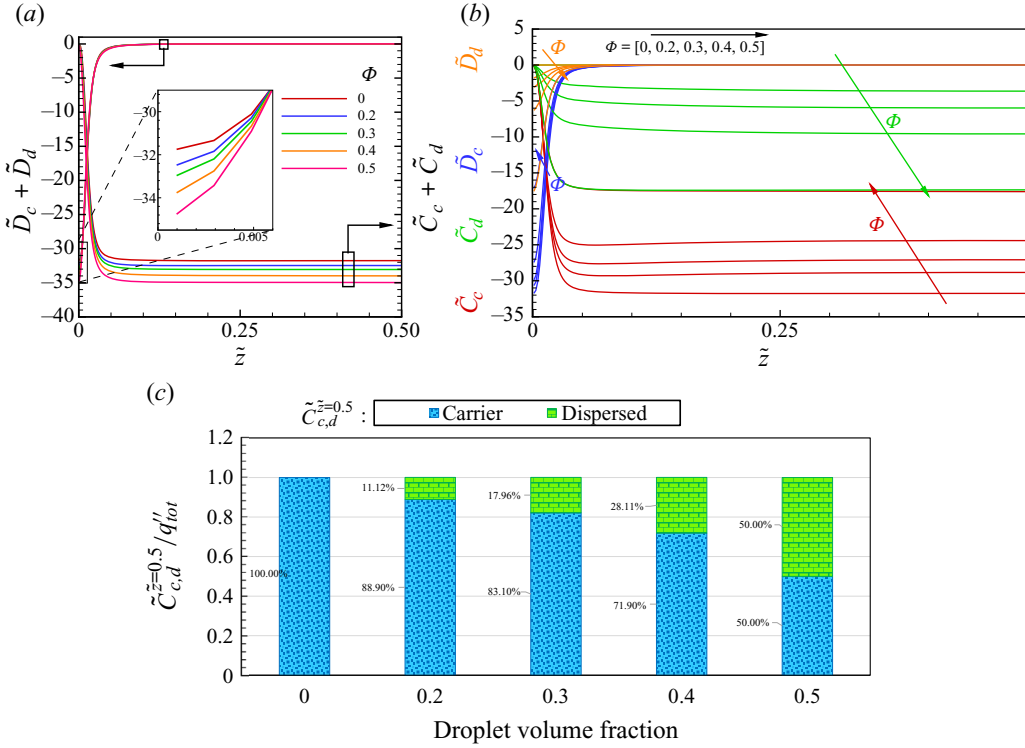 (a)
(b)
0
−5
−10
−15
−20
−25
−30
−35
−40
D̃c + D̃d
0
0.25
0.50
z̃
Φ
0
0.2
0.3
0.4
0.5
−30
−32
−34
0
0.005
C̃c + C̃d
5
0
−5
−10
−15
−20
−25
−30
−35
C̃c C̃d D̃c D̃d
Φ = [0, 0.2, 0.3, 0.4, 0.5]
Φ
Φ
Φ
Φ
0
0.25
z̃
(c)
C̃c,d^z̃=0.5 :
Carrier
Dispersed
1.2
1.0
0.8
0.6
0.4
0.2
0
C̃c,d^z̃=0.5/q″tot
100.00%
11.12%
88.90%
17.96%
83.10%
28.11%
71.90%
50.00%
50.00%
0
0.2
0.3
0.4
0.5
Droplet volume fraction